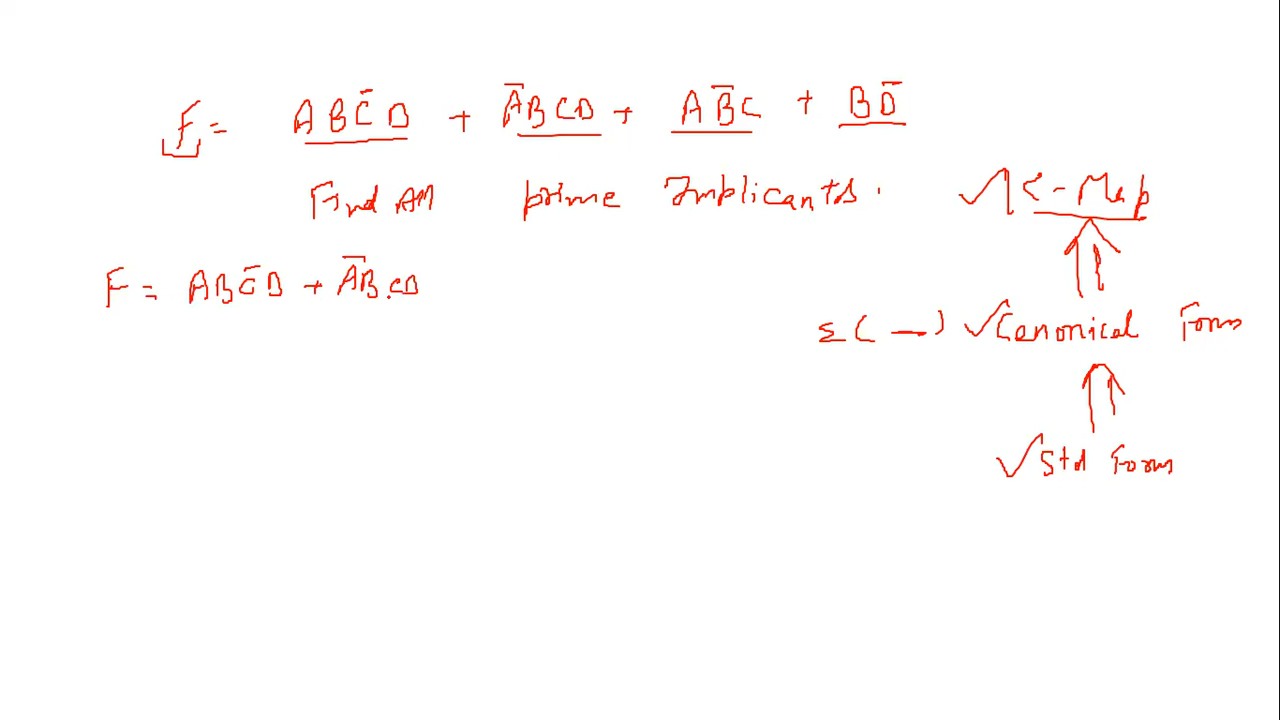 F = ABC̄D + ĀBCD + AB̄C + BD̄
Find All prime Implicants.
√ K-Map
F = ABC̄D + ĀBCD
Σ( — ) √ Canonical Form
√ Std Form